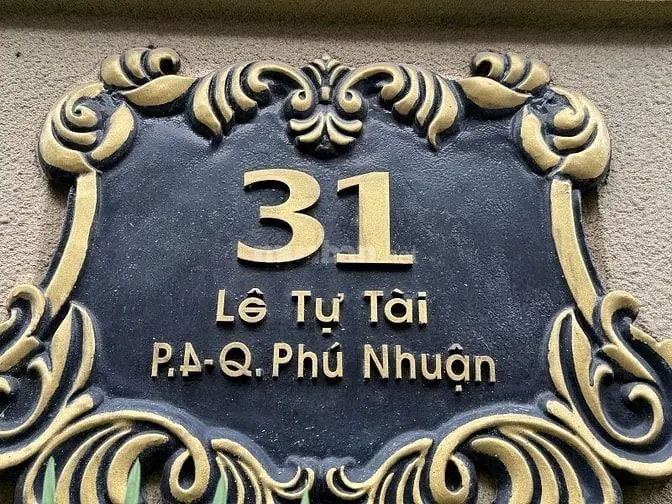 31
Lê Tự Tài
P.4-Q. Phú Nhuận